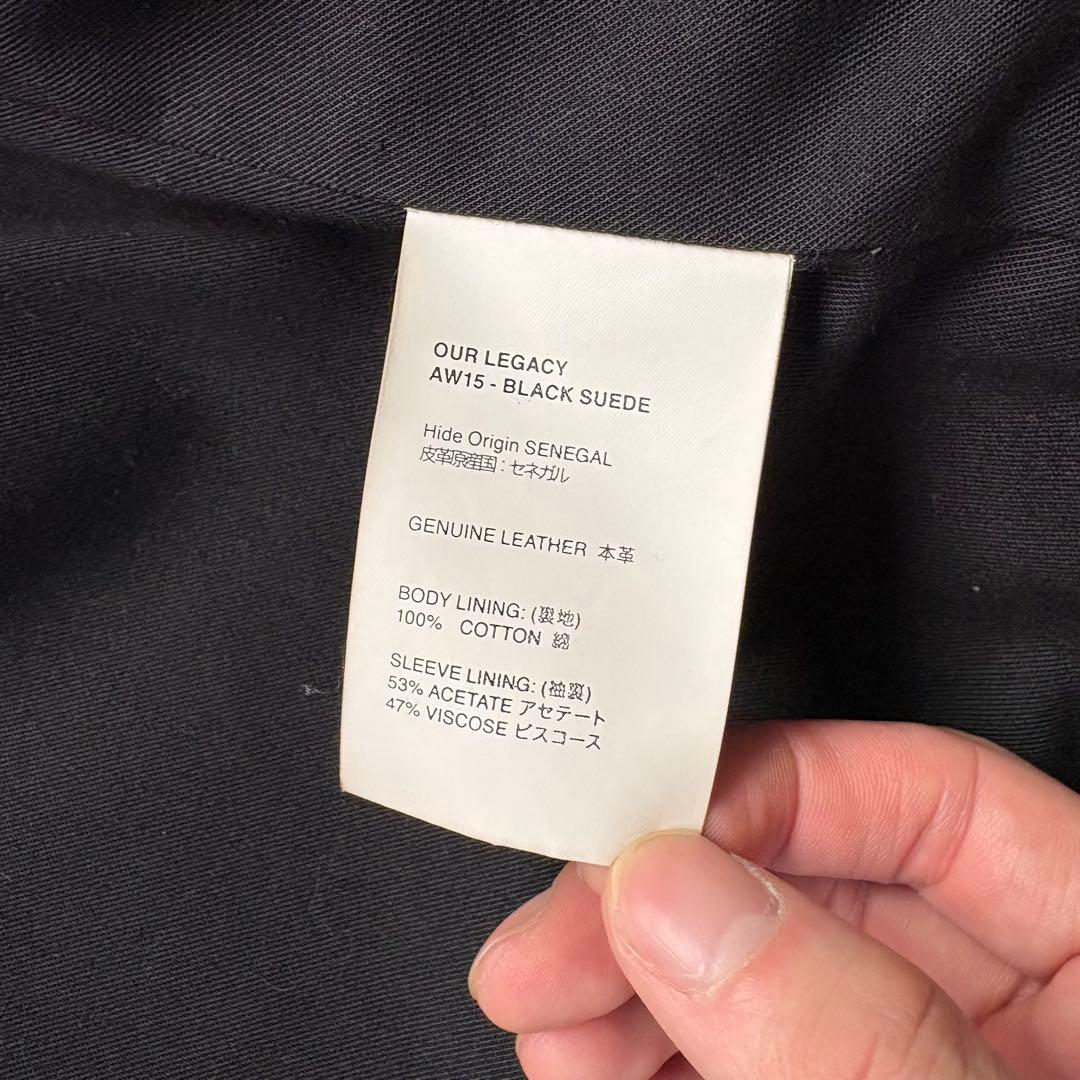 OUR LEGACY
AW15 - BLACK SUEDE
Hide Origin SENEGAL
皮革原産国：セネガル
GENUINE LEATHER 本革
BODY LINING: (裏地)
100% COTTON 綿
SLEEVE LINING: (袖裏)
53% ACETATE アセテート
47% VISCOSE ビスコース